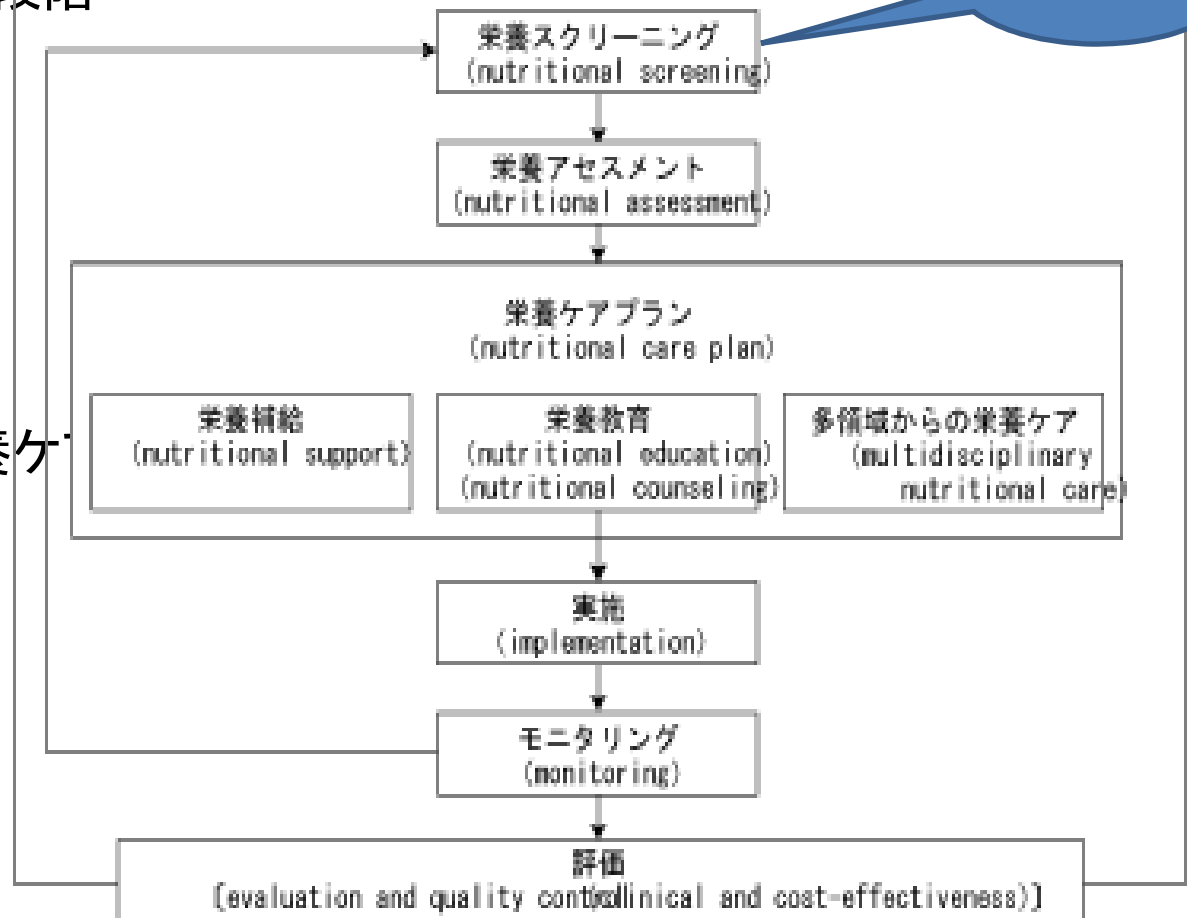 栄養スクリーニング
(nutritional screening)
栄養アセスメント
(nutritional assessment)
栄養ケアプラン
(nutritional care plan)
栄養補給
(nutritional support)
栄養教育
(nutritional education)
(nutritional counseling)
多領域からの栄養ケア
(multidisciplinary
nutritional care)
実施
(implementation)
モニタリング
(monitoring)
評価
[evaluation and quality (clinical and cost-effectiveness)]